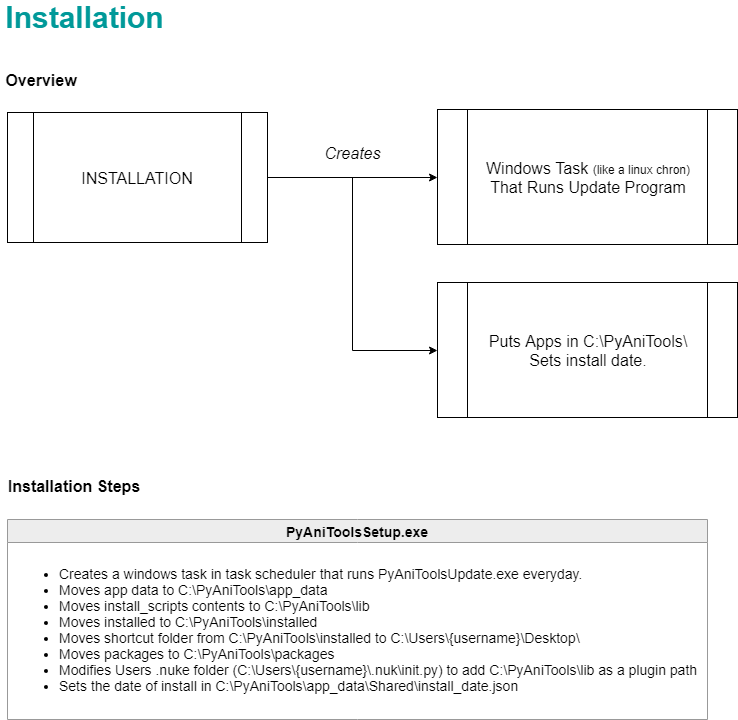 Installation
Overview
INSTALLATION
Creates
Windows Task (like a linux chron)
That Runs Update Program
Puts Apps in C:\PyAniTools\
Sets install date.
Installation Steps
PyAniToolsSetup.exe
• Creates a windows task in task scheduler that runs PyAniToolsUpdate.exe everyday.
• Moves app data to C:\PyAniTools\app_data
• Moves install_scripts contents to C:\PyAniTools\lib
• Moves installed to C:\PyAniTools\installed
• Moves shortcut folder from C:\PyAniTools\installed to C:\Users\{username}\Desktop\
• Moves packages to C:\PyAniTools\packages
• Modifies Users .nuke folder (C:\Users\{username}\.nuk\init.py) to add C:\PyAniTools\lib as a plugin path
• Sets the date of install in C:\PyAniTools\app_data\Shared\install_date.json